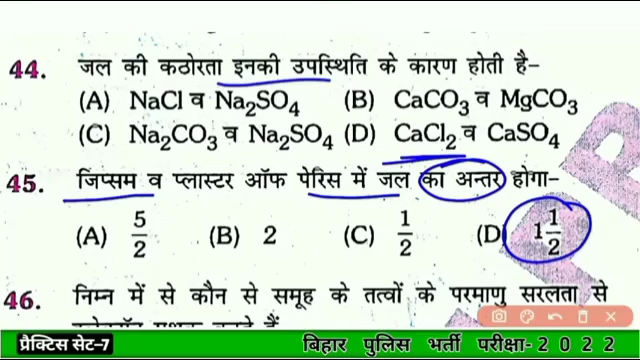 44. जल की कठोरता इनकी उपस्थिति के कारण होती है-
(A) NaCl व Na₂SO₄ (B) CaCO₃ व MgCO₃
(C) Na₂CO₃ व Na₂SO₄ (D) CaCl₂ व CaSO₄
45. जिप्सम व प्लास्टर ऑफ पेरिस में जल का अन्तर होगा-
(A) 5/2 (B) 2 (C) 1/2 (D) 1 1/2
46. निम्न में से कौन से समूह के तत्वों के परमाणु सरलता से
प्रैक्टिस सेट-7 बिहार पुलिस भर्ती परीक्षा-2022